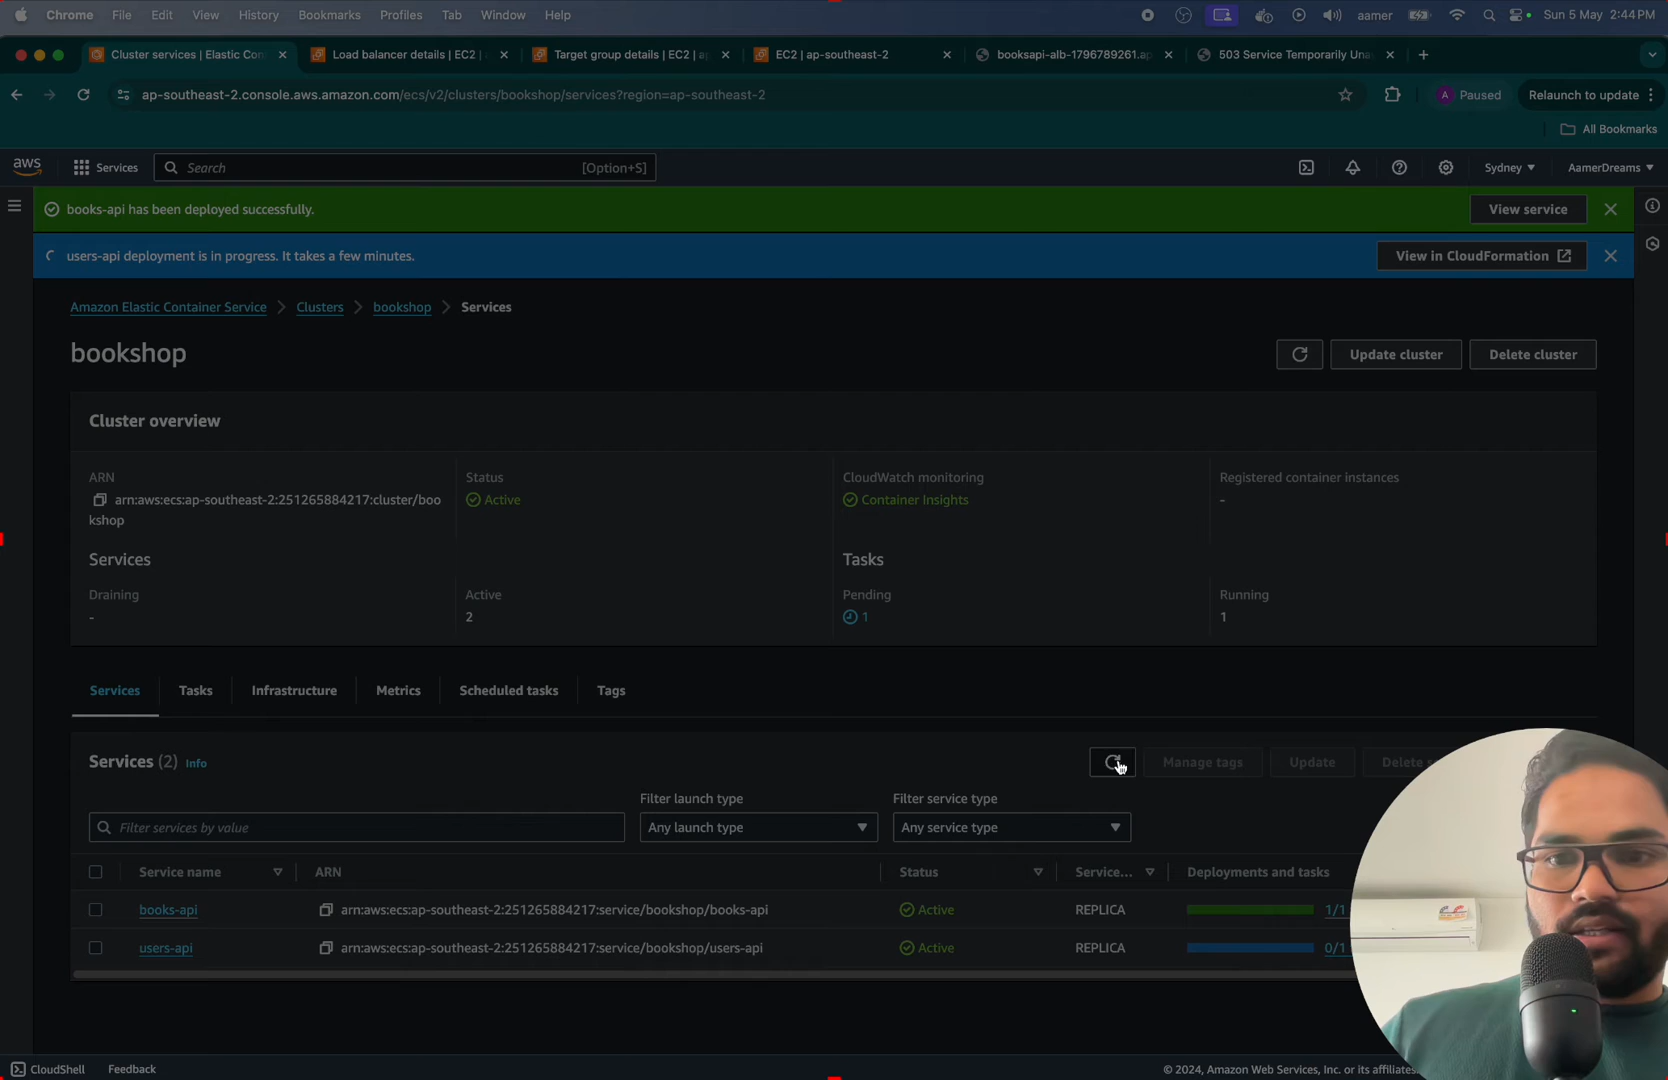 Chrome File Edit View History Bookmarks Profiles Tab Window Help aamer Sun 5 May 2:44 PM
Cluster services | Elastic Con Load balancer details | EC2 | Target group details | EC2 | ap EC2 | ap-southeast-2 booksapi-alb-1796789261.ap 503 Service Temporarily Una
ap-southeast-2.console.aws.amazon.com/ecs/v2/clusters/bookshop/services?region=ap-southeast-2 A Paused Relaunch to update
All Bookmarks
aws Services Search [Option+S] Sydney AamerDreams
books-api has been deployed successfully. View service
users-api deployment is in progress. It takes a few minutes. View in CloudFormation
Amazon Elastic Container Service Clusters bookshop Services
bookshop Update cluster Delete cluster
Cluster overview
ARN Status CloudWatch monitoring Registered container instances
arn:aws:ecs:ap-southeast-2:251265884217:cluster/boo Active Container Insights -
kshop
Services Tasks
Draining Active Pending Running
- 2 1 1
Services Tasks Infrastructure Metrics Scheduled tasks Tags
Services (2) Info Manage tags Update Delete
Filter launch type Filter service type
Filter services by value Any launch type Any service type
Service name ARN Status Service... Deployments and tasks
books-api arn:aws:ecs:ap-southeast-2:251265884217:service/bookshop/books-api Active REPLICA 1/1
users-api arn:aws:ecs:ap-southeast-2:251265884217:service/bookshop/users-api Active REPLICA 0/1
CloudShell Feedback © 2024, Amazon Web Services, Inc. or its affiliates.